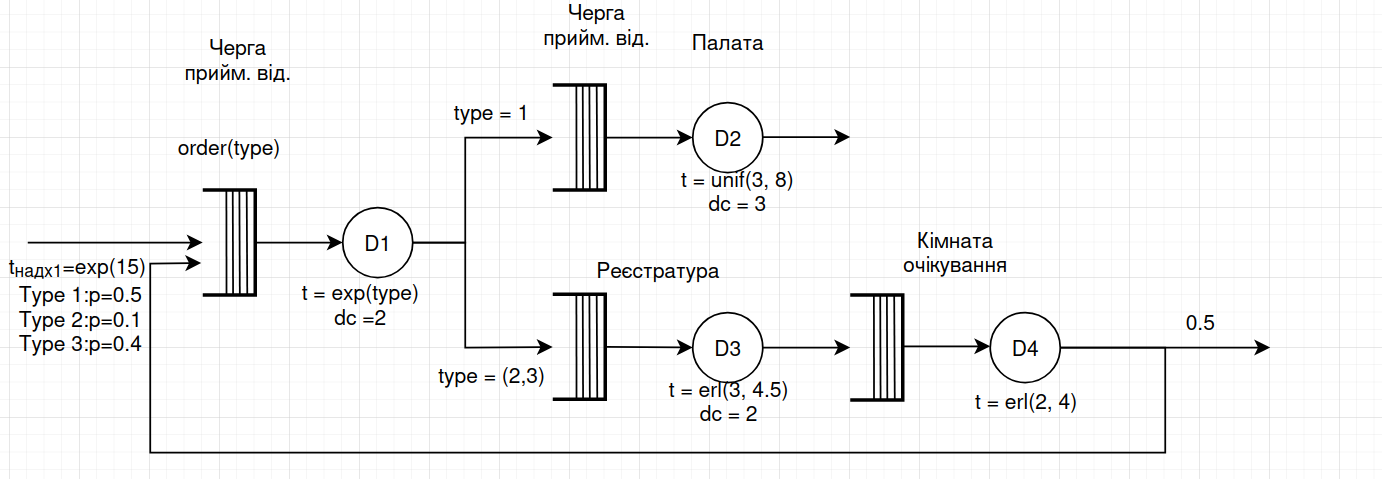 Черга
прийм. від.
order(type)
tнадх1=exp(15)
Type 1:p=0.5
Type 2:p=0.1
Type 3:p=0.4
D1
t = exp(type)
dc =2
type = 1
Черга
прийм. від.
Палата
D2
t = unif(3, 8)
dc = 3
type = (2,3)
Реєстратура
D3
t = erl(3, 4.5)
dc = 2
Кімната
очікування
D4
t = erl(2, 4)
0.5